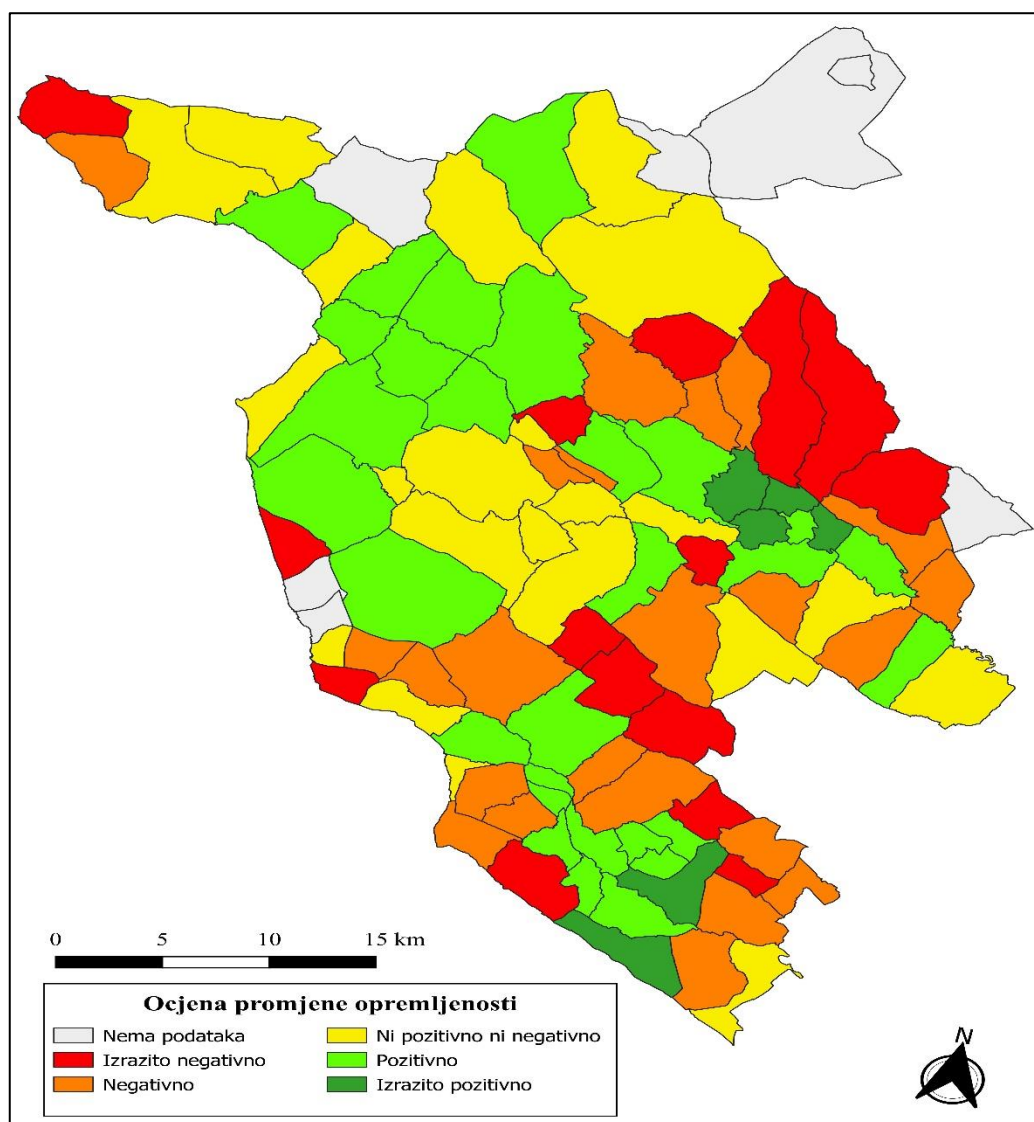 0 5 10 15 km
Ocjena promjene opremljenosti
Nema podataka
Izrazito negativno
Negativno
Ni pozitivno ni negativno
Pozitivno
Izrazito pozitivno
N